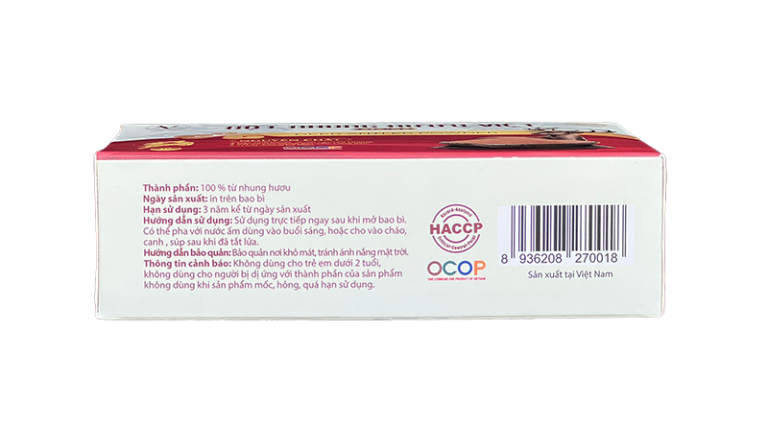 NGUYÊN CHẤT
Thành phần: 100 % từ nhung hươu
Ngày sản xuất: in trên bao bì
Hạn sử dụng: 3 năm kể từ ngày sản xuất
Hướng dẫn sử dụng: Sử dụng trực tiếp ngay sau khi mở bao bì.
Có thể pha với nước ấm dùng vào buổi sáng, hoặc cho vào cháo,
canh , súp sau khi đã tắt lửa.
Hướng dẫn bảo quản: Bảo quản nơi khô mát, tránh ánh nắng mặt trời.
Thông tin cảnh báo: Không dùng cho trẻ em dưới 2 tuổi,
không dùng cho người bị dị ứng với thành phần của sản phẩm
không dùng khi sản phẩm mốc, hỏng, quá hạn sử dụng.
HACCP
OCOP
8 936208 270018
Sản xuất tại Việt Nam